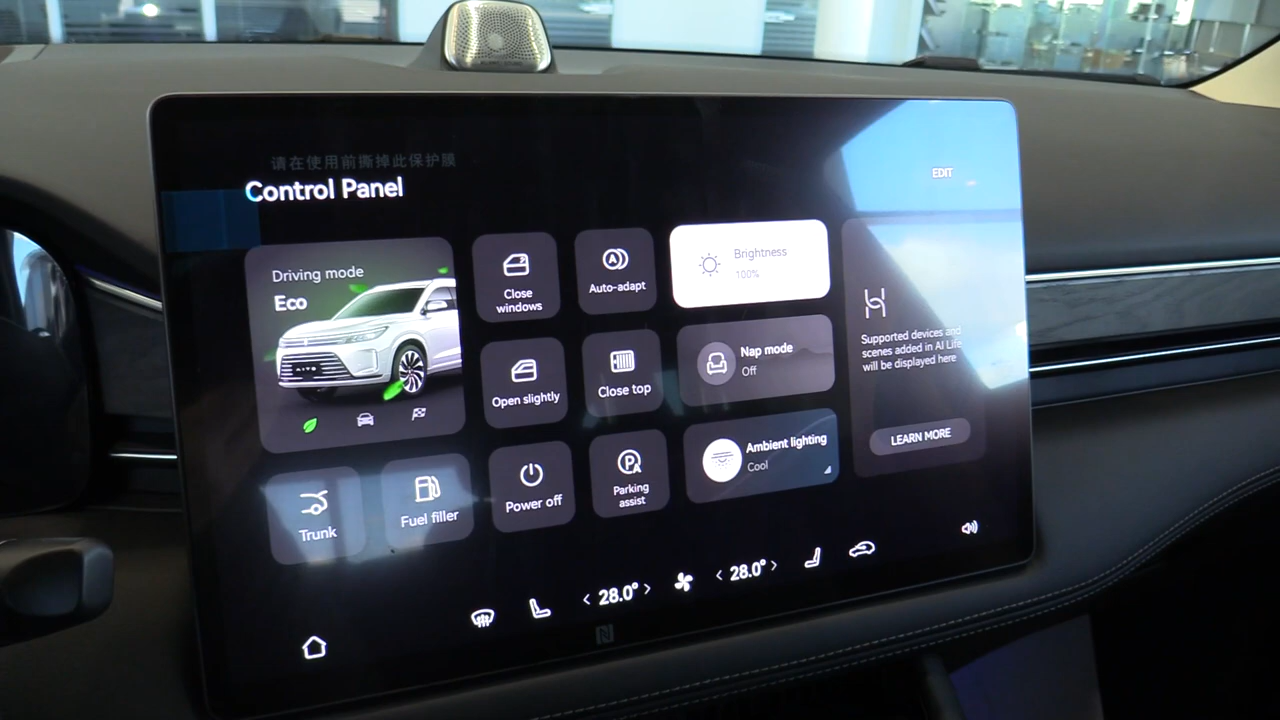 请在使用前撕掉此保护膜
Control Panel
EDIT
Driving mode
Eco
AITO
Close
windows
Auto-adapt
Brightness
100%
Open slightly
Close top
Nap mode
Off
Supported devices and
scenes added in AI Life
will be displayed here
LEARN MORE
Trunk
Fuel filler
Power off
Parking
assist
Ambient lighting
Cool
< 28.0° >
< 28.0° >